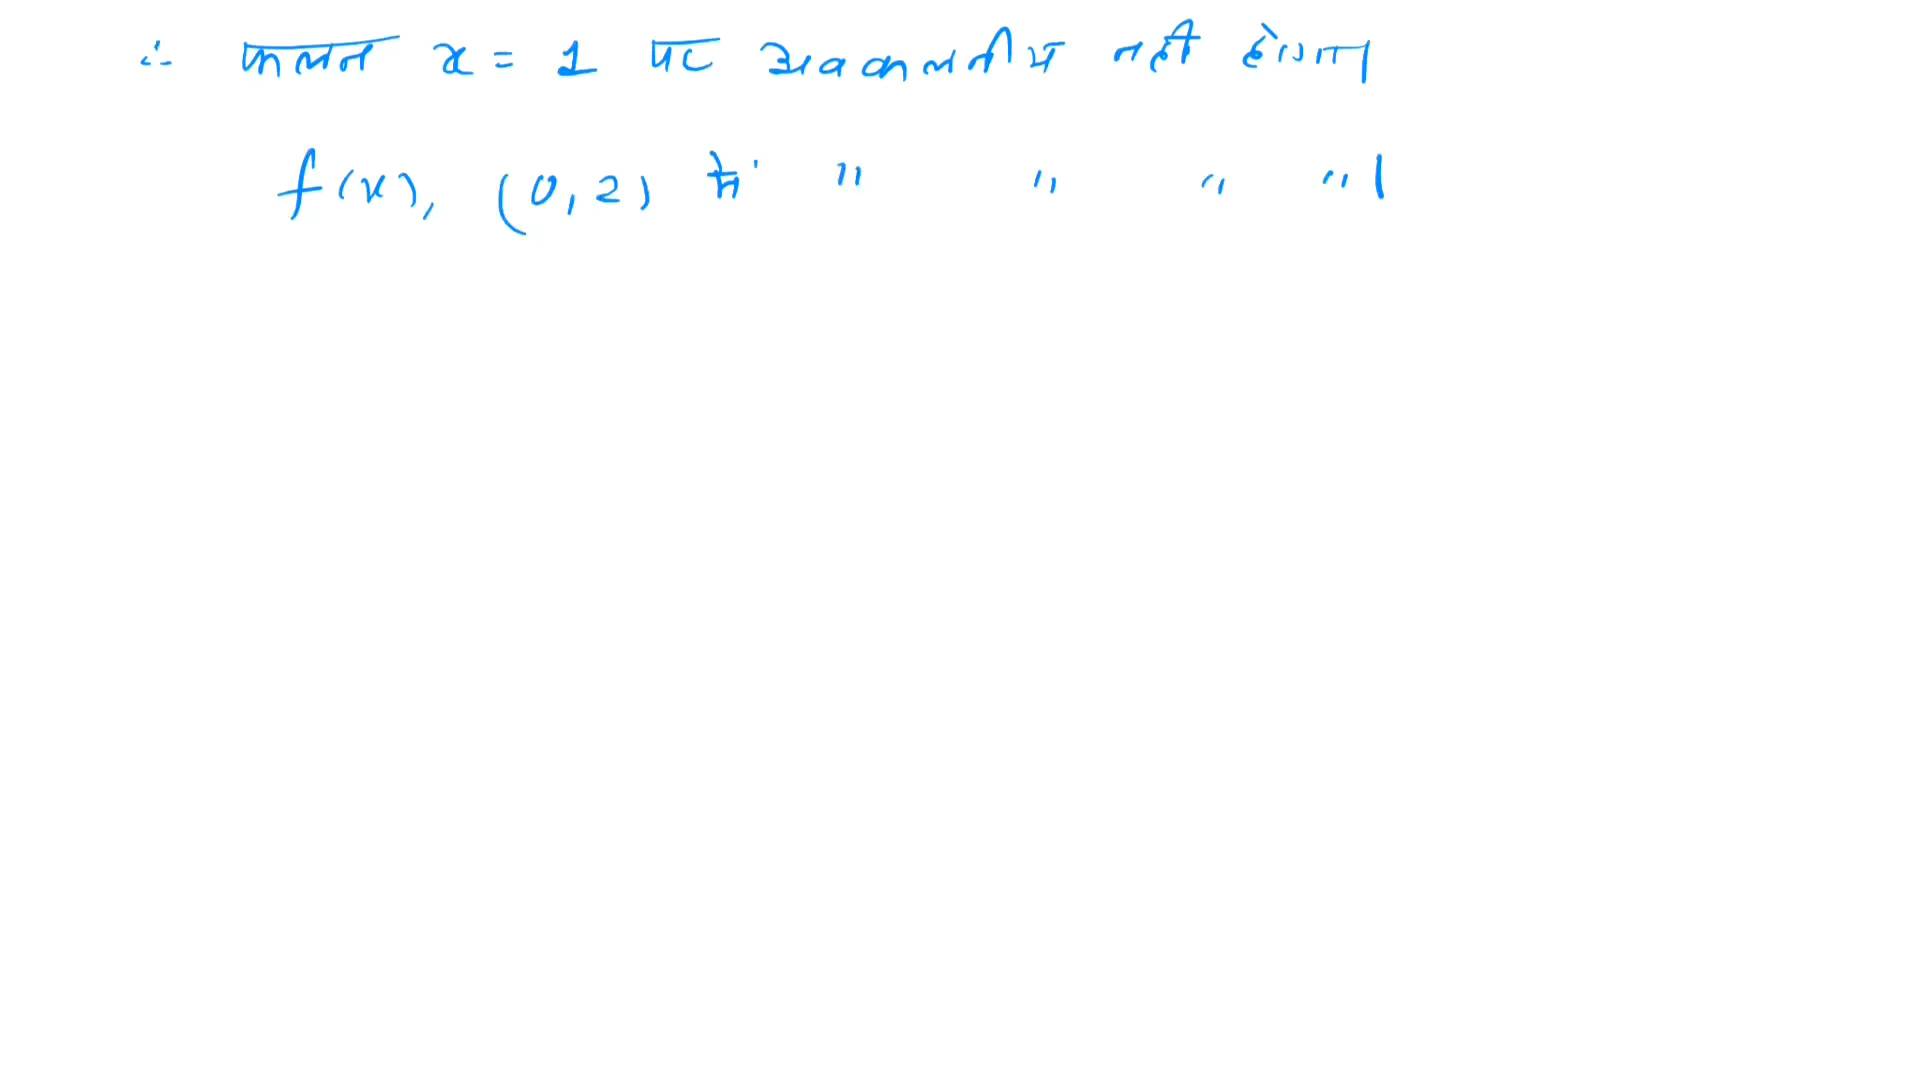 ∴ फलन x = 1 पर अवकलनीय नही होगा
f(x), (0,2) में " " " "।